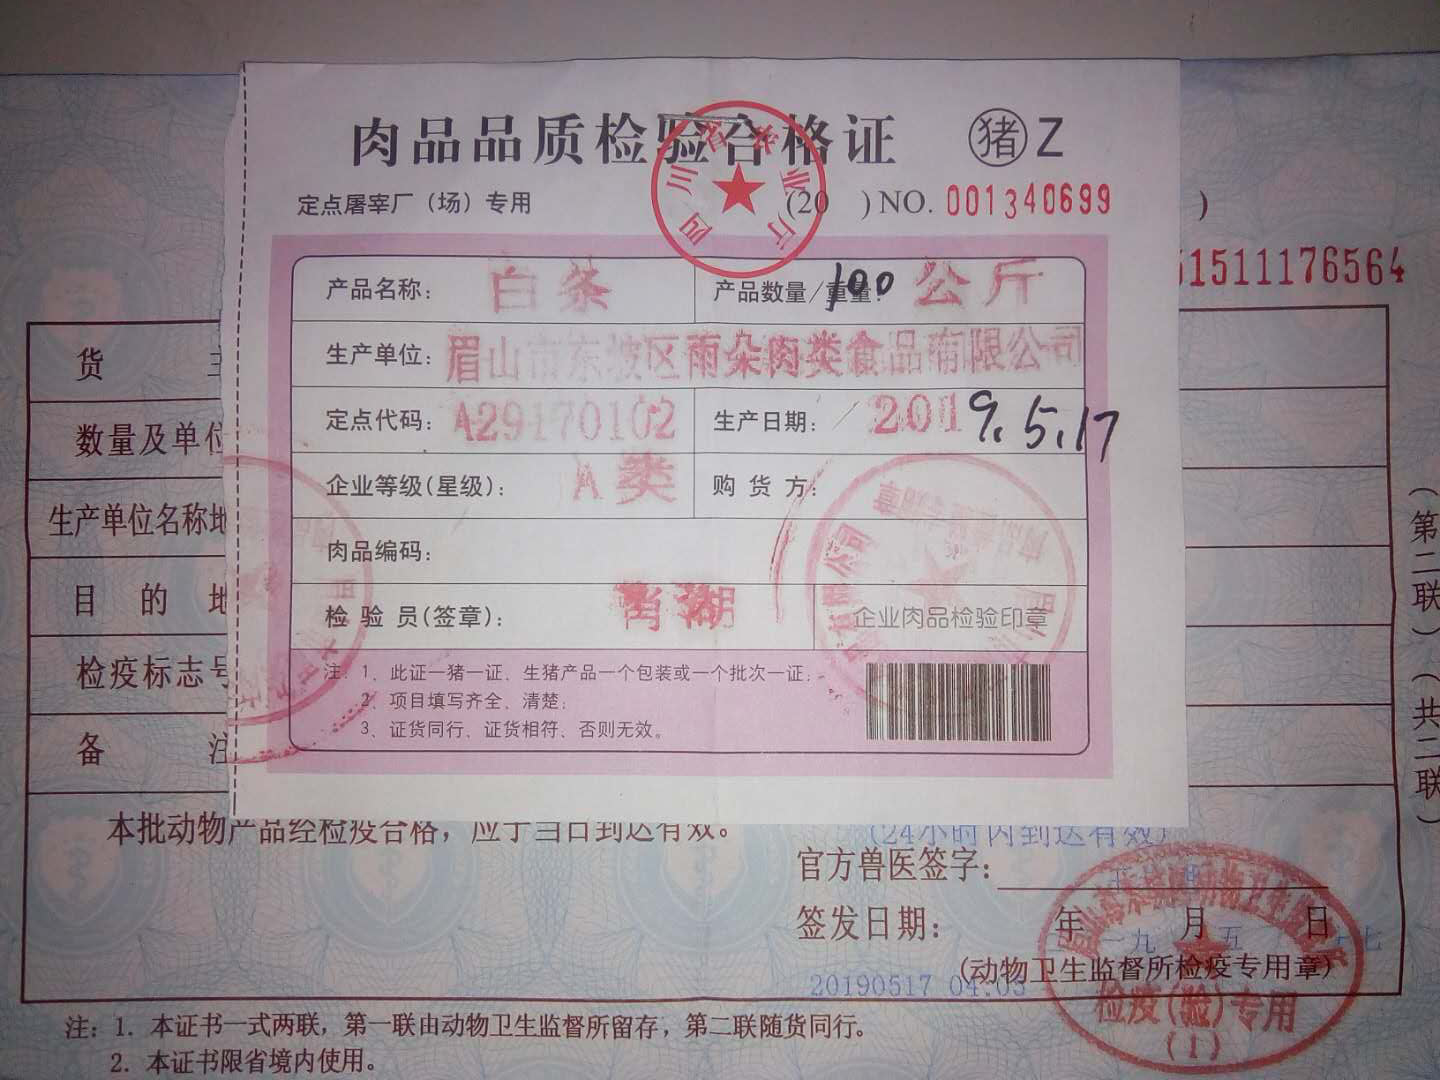 肉品品质检验合格证 猪 Z
定点屠宰厂（场）专用 (20 ) NO. 001340699
四川省商务厅
)
51511176564
产品名称： 白条 产品数量/重量： 100 公斤
生产单位： 眉山市东坡区雨朵肉类食品有限公司
定点代码： A29170102 生产日期： 2019.5.17
企业等级(星级)： A类 购货方：
肉品编码：
检验员(签章)： 企业肉品检验印章
注：1、此证一猪一证、生猪产品一个包装或一个批次一证；
2、项目填写齐全、清楚；
3、证货同行、证货相符、否则无效。
货主
数量及单位
生产单位名称地
目的地
检疫标志号
备注
本批动物产品经检疫合格，应于当日到达有效。
(24小时内到达有效)
官方兽医签字：
签发日期： 年 月 日
一九 五 七
(动物卫生监督所检疫专用章)
20190517 04:03
检疫(验)专用
(1)
注：1. 本证书一式两联，第一联由动物卫生监督所留存，第二联随货同行。
2. 本证书限省境内使用。
（第二联）（共二联）